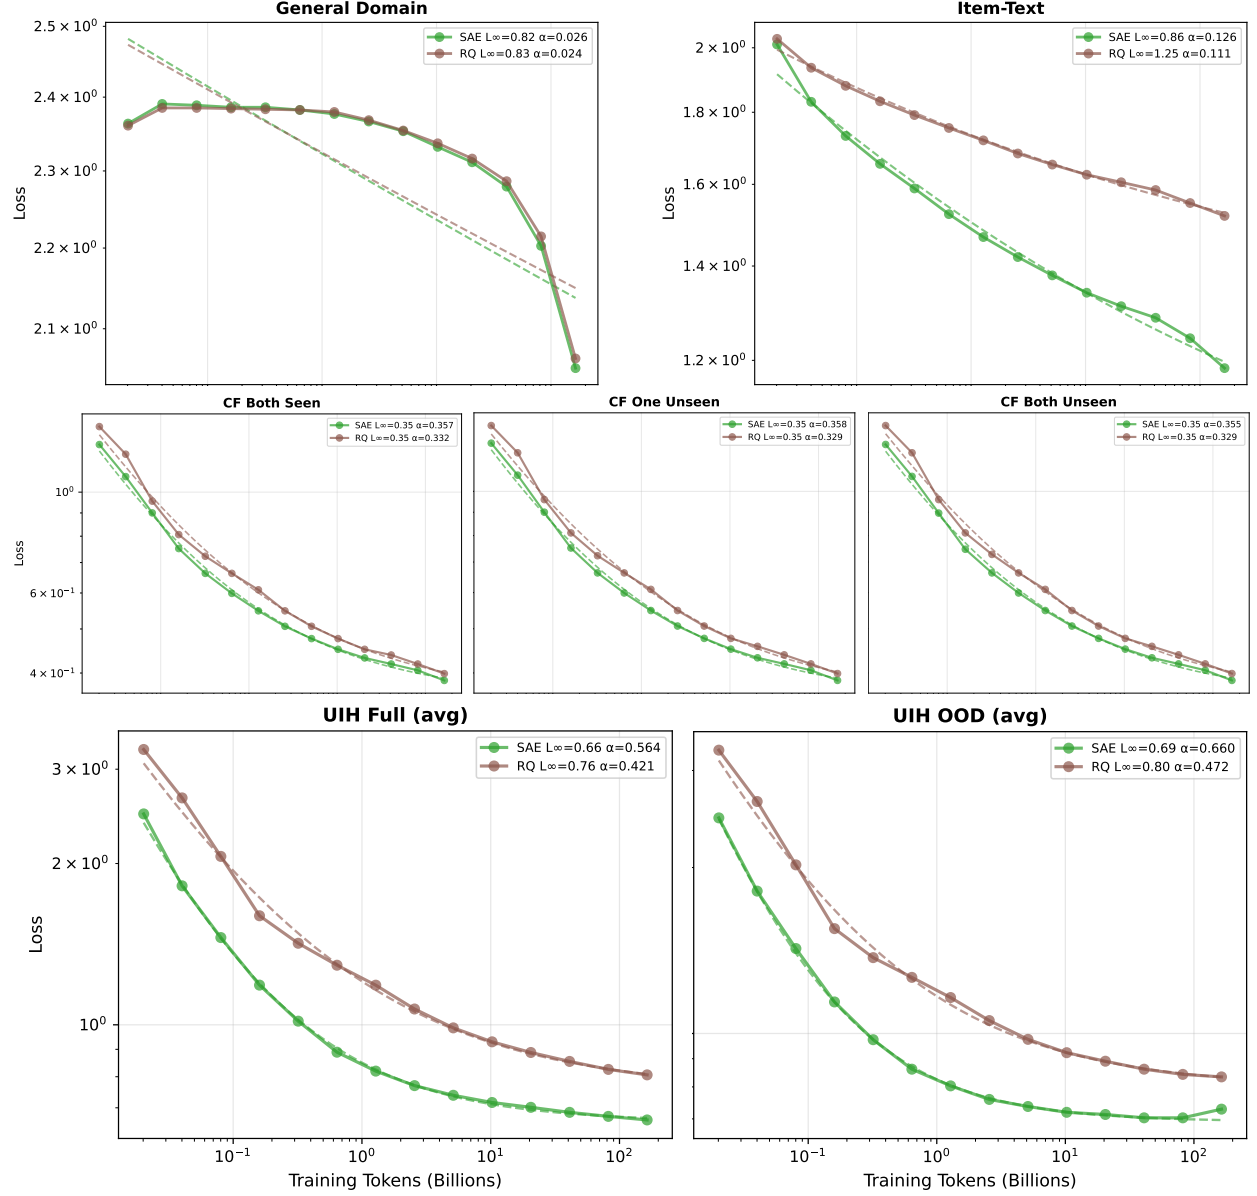 General Domain
SAE L∞=0.82 α=0.026
RQ L∞=0.83 α=0.024
2.5 × 10⁰
2.4 × 10⁰
2.3 × 10⁰
2.2 × 10⁰
2.1 × 10⁰
Loss
Item-Text
SAE L∞=0.86 α=0.126
RQ L∞=1.25 α=0.111
2 × 10⁰
1.8 × 10⁰
1.6 × 10⁰
1.4 × 10⁰
1.2 × 10⁰
Loss
CF Both Seen
SAE L∞=0.35 α=0.357
RQ L∞=0.35 α=0.332
10⁰
6 × 10⁻¹
4 × 10⁻¹
Loss
CF One Unseen
SAE L∞=0.35 α=0.358
RQ L∞=0.35 α=0.329
CF Both Unseen
SAE L∞=0.35 α=0.355
RQ L∞=0.35 α=0.329
UIH Full (avg)
SAE L∞=0.66 α=0.564
RQ L∞=0.76 α=0.421
3 × 10⁰
2 × 10⁰
10⁰
Loss
10⁻¹ 10⁰ 10¹ 10²
Training Tokens (Billions)
UIH OOD (avg)
SAE L∞=0.69 α=0.660
RQ L∞=0.80 α=0.472
10⁻¹ 10⁰ 10¹ 10²
Training Tokens (Billions)